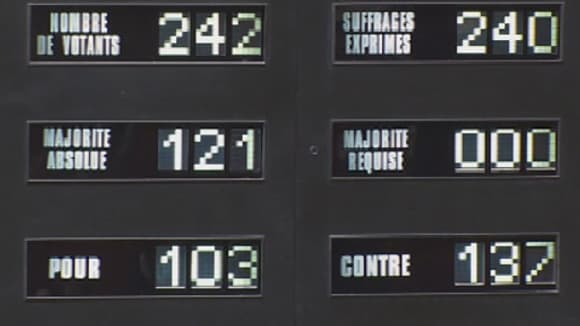 NOMBRE
DE VOTANTS
242
SUFFRAGES
EXPRIMES
240
MAJORITE
ABSOLUE
121
MAJORITE
REQUISE
000
POUR
103
CONTRE
137